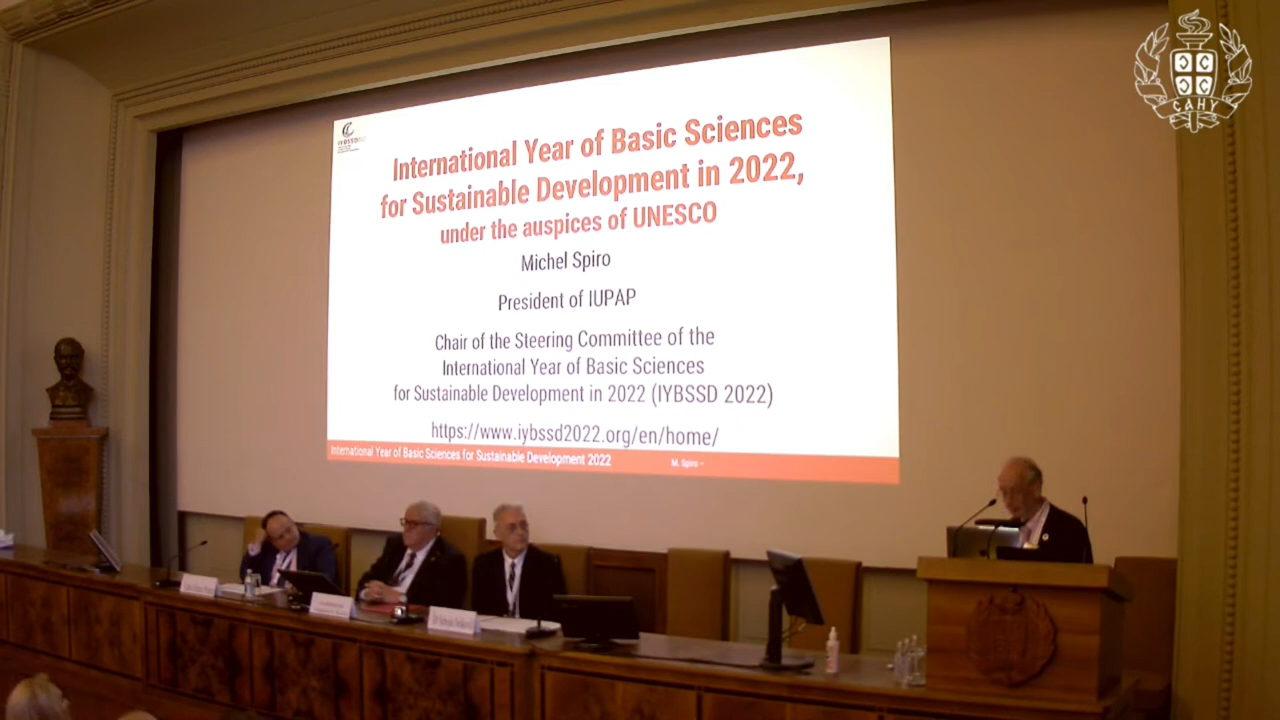 IYBSSD
International Year of Basic Sciences
for Sustainable Development in 2022,
under the auspices of UNESCO
Michel Spiro
President of IUPAP
Chair of the Steering Committee of the
International Year of Basic Sciences
for Sustainable Development in 2022 (IYBSSD 2022)
https://www.iybssd2022.org/en/home/
International Year of Basic Sciences for Sustainable Development 2022
M. Spiro -
САНУ